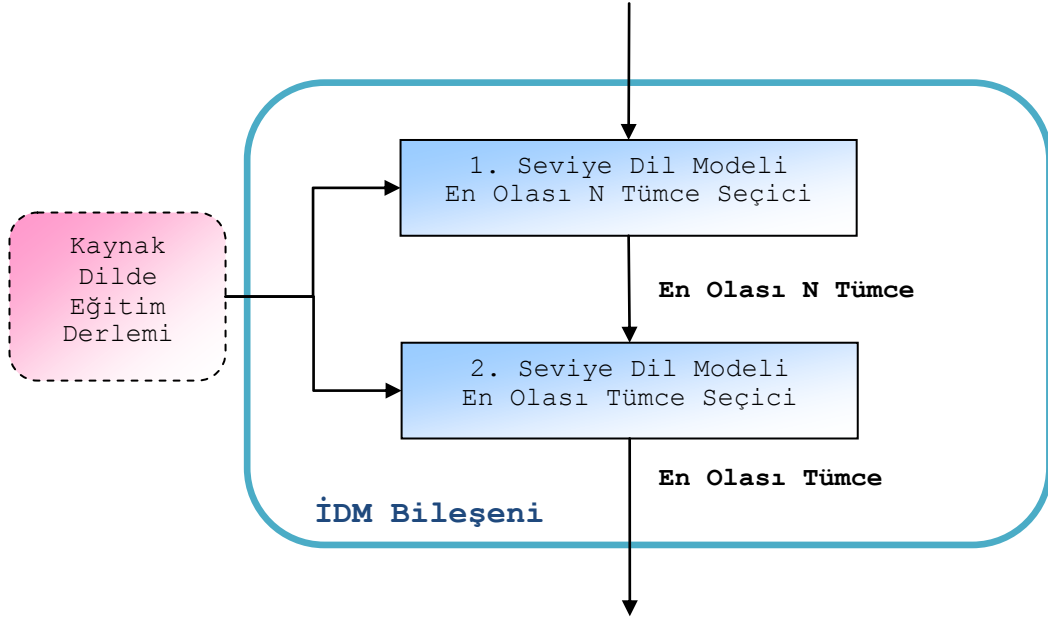 1. Seviye Dil Modeli
En Olası N Tümce Seçici
Kaynak
Dilde
Eğitim
Derlemi
En Olası N Tümce
2. Seviye Dil Modeli
En Olası Tümce Seçici
En Olası Tümce
İDM Bileşeni